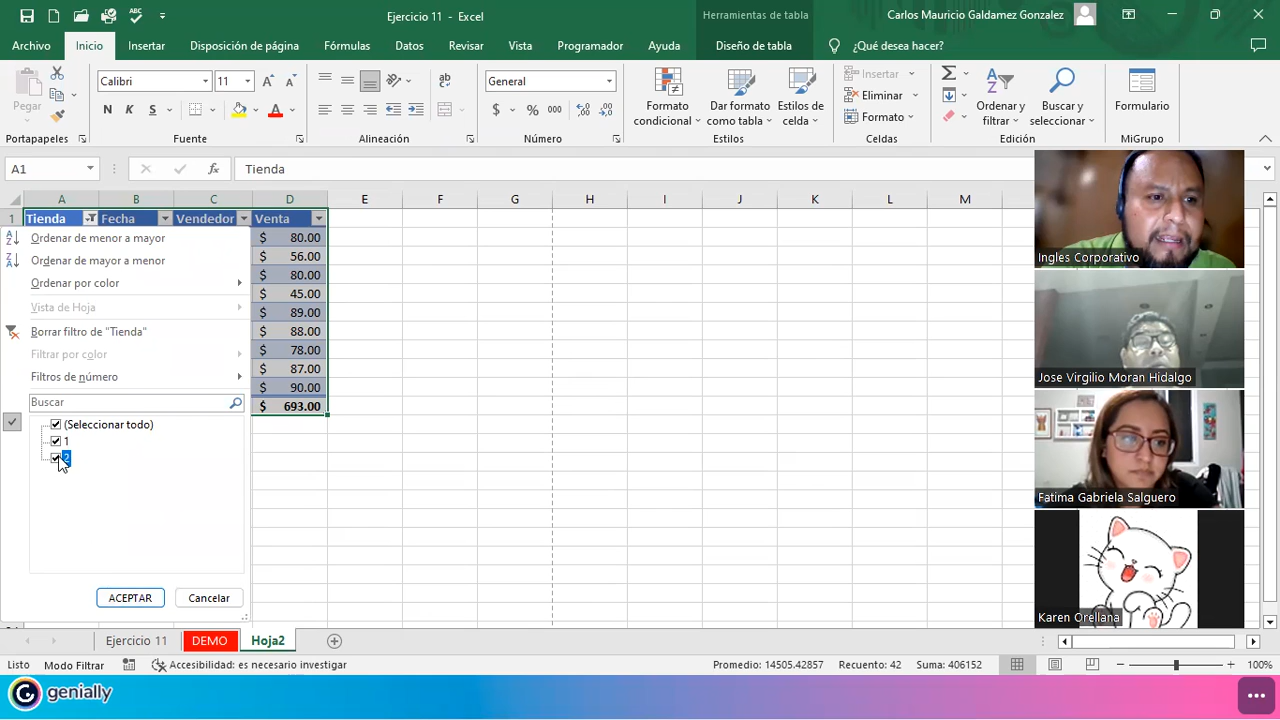 Ejercicio 11 - Excel
Herramientas de tabla
Carlos Mauricio Galdamez Gonzalez
Archivo Inicio Insertar Disposición de página Fórmulas Datos Revisar Vista Programador Ayuda Diseño de tabla ¿Qué desea hacer?
Pegar
Portapapeles
Calibri 11
N K S
Fuente
Alineación
General
$ % 000
Número
Formato condicional
Dar formato como tabla
Estilos de celda
Estilos
Insertar
Eliminar
Formato
Celdas
Ordenar y filtrar
Buscar y seleccionar
Edición
Formulario
MiGrupo
A1 fx Tienda
A B C D E F G H I J K L M
1 Tienda Fecha Vendedor Venta
Ordenar de menor a mayor
Ordenar de mayor a menor
Ordenar por color
Vista de Hoja
Borrar filtro de "Tienda"
Filtrar por color
Filtros de número
Buscar
(Seleccionar todo)
1
2
ACEPTAR Cancelar
$ 80.00
$ 56.00
$ 80.00
$ 45.00
$ 89.00
$ 88.00
$ 78.00
$ 87.00
$ 90.00
$ 693.00
Ingles Corporativo
Jose Virgilio Moran Hidalgo
Fatima Gabriela Salguero
Karen Orellana
Ejercicio 11 DEMO Hoja2
Listo Modo Filtrar Accesibilidad: es necesario investigar Promedio: 14505.42857 Recuento: 42 Suma: 406152 100%
genially